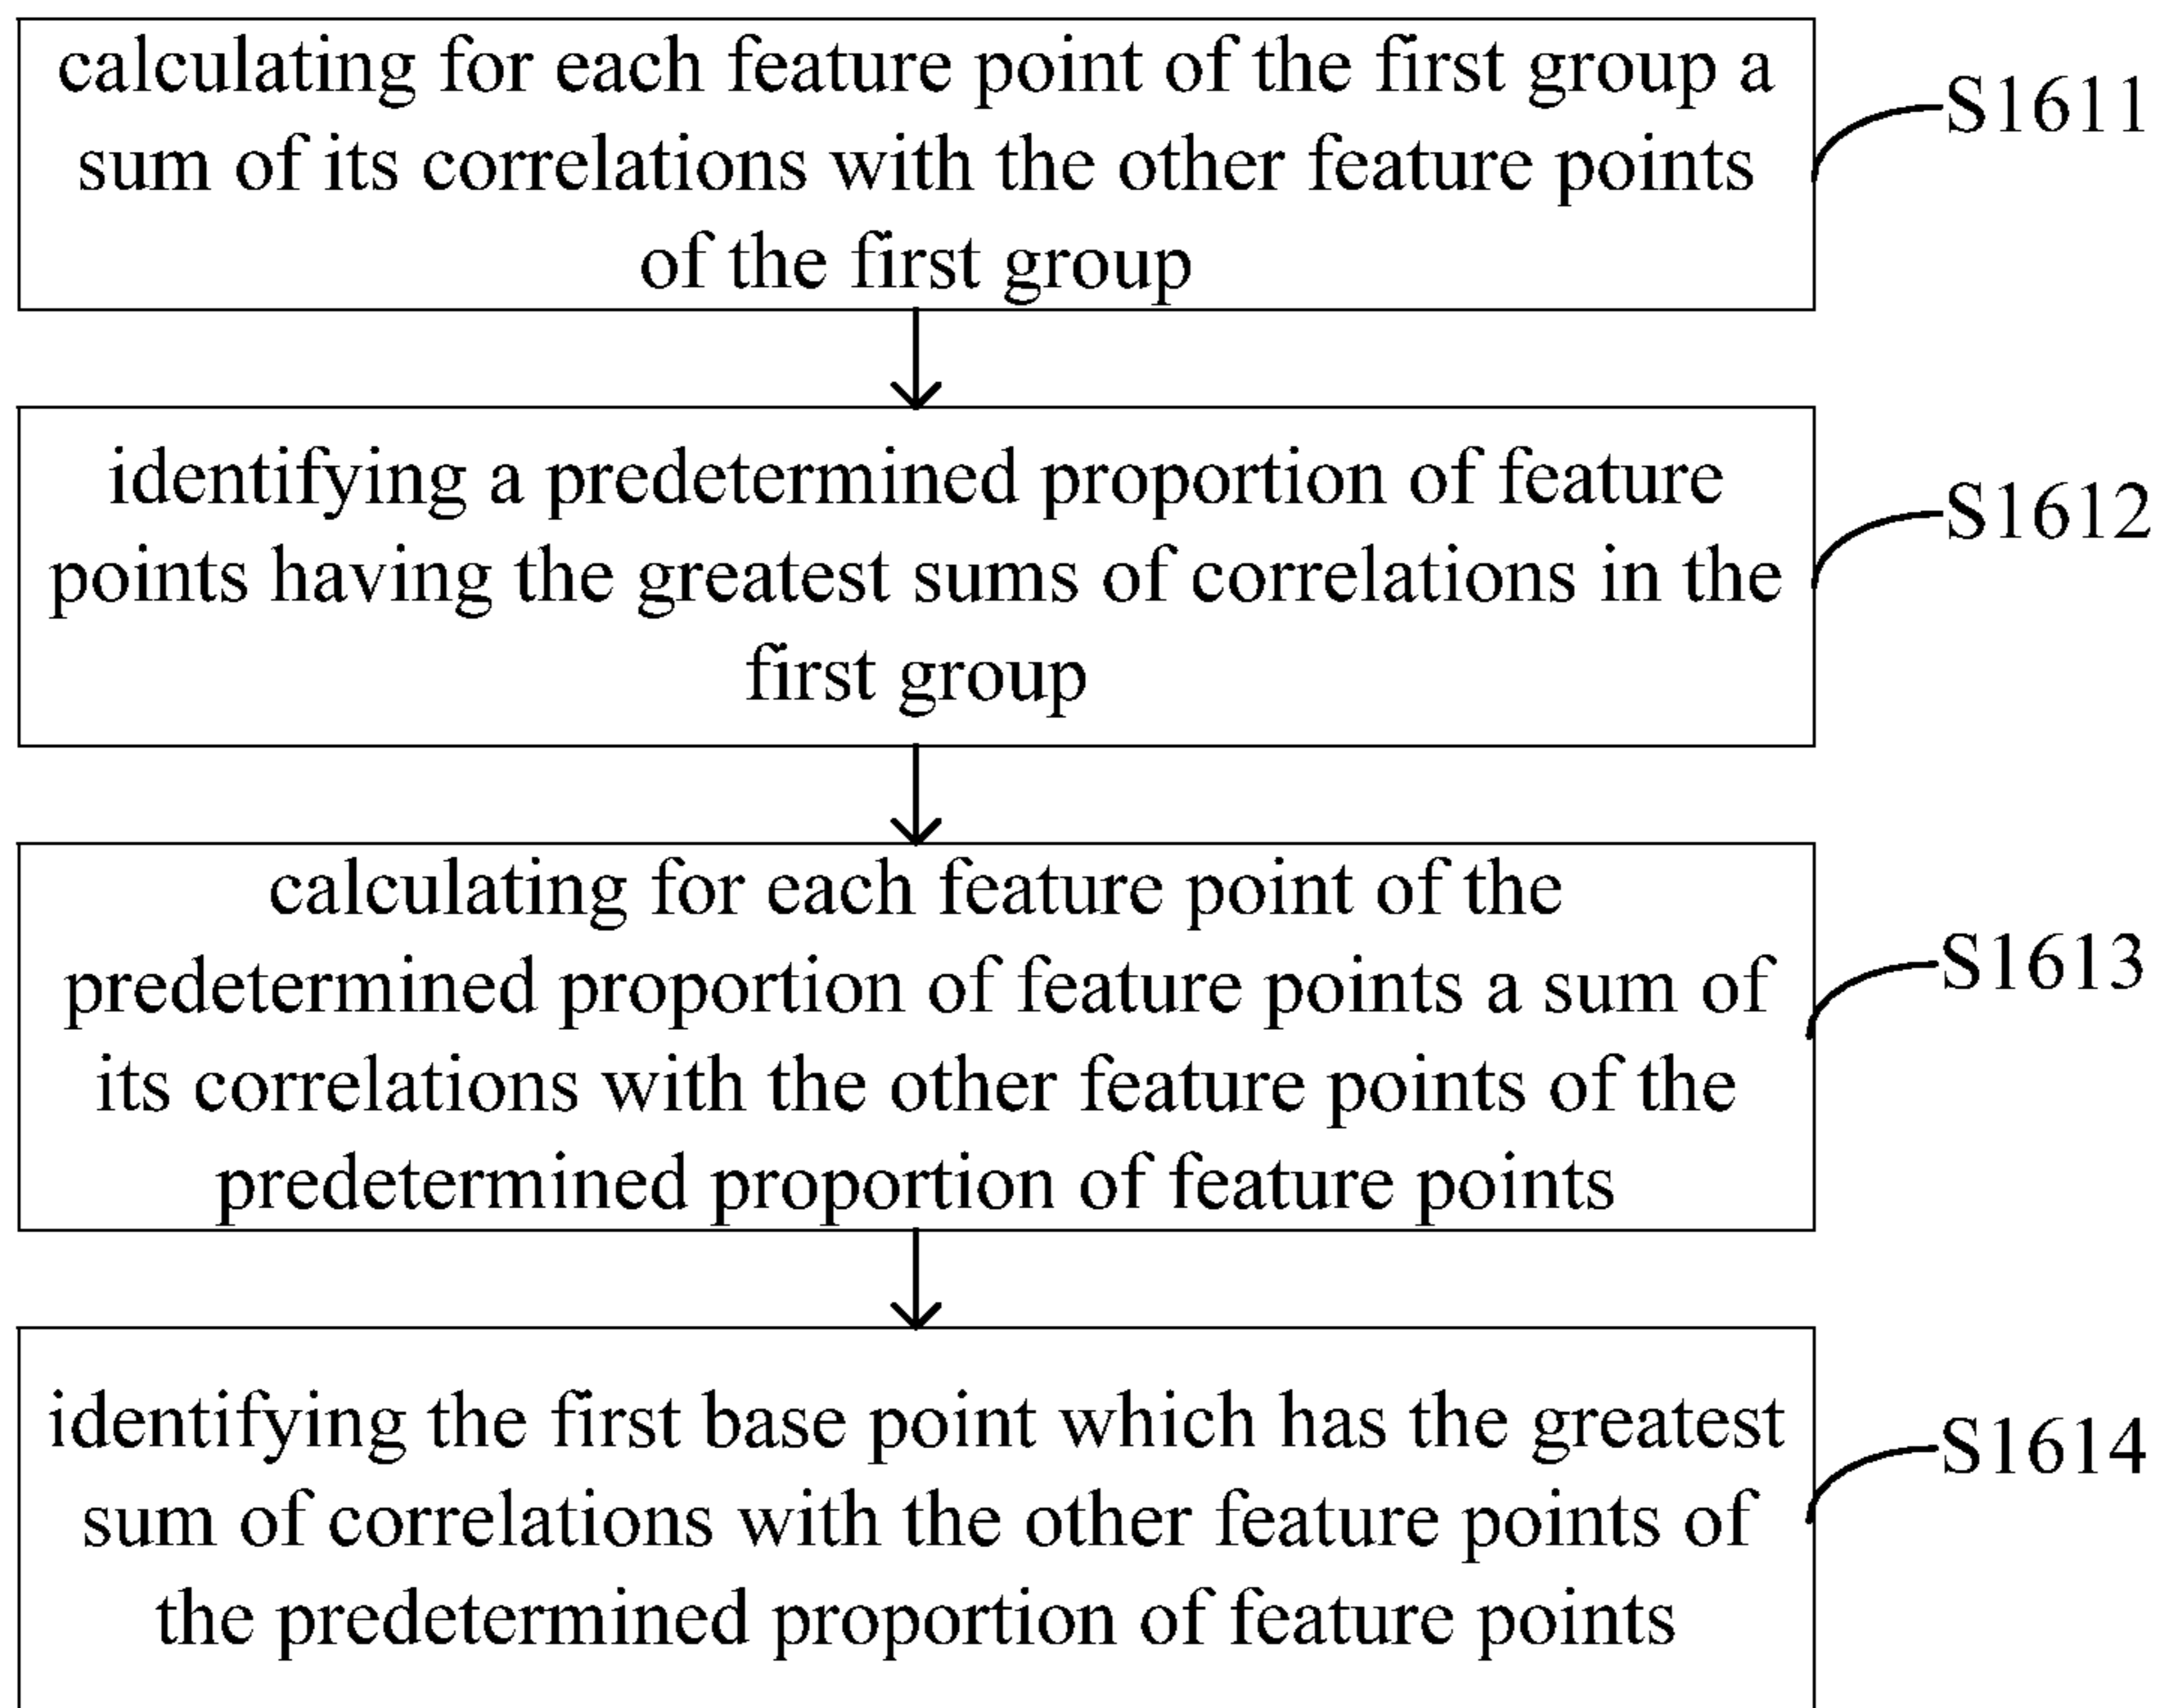 calculating for each feature point of the first group a
sum of its correlations with the other feature points
of the first group
S1611
identifying a predetermined proportion of feature
points having the greatest sums of correlations in the
first group
S1612
calculating for each feature point of the
predetermined proportion of feature points a sum of
its correlations with the other feature points of the
predetermined proportion of feature points
S1613
identifying the first base point which has the greatest
sum of correlations with the other feature points of
the predetermined proportion of feature points
S1614